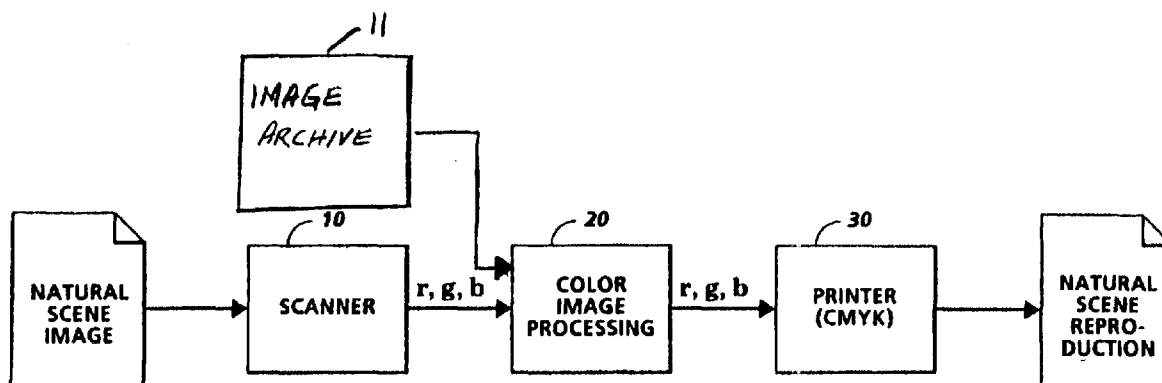 11
IMAGE
ARCHIVE
10
20
30
NATURAL
SCENE
IMAGE
SCANNER
r, g, b
COLOR
IMAGE
PROCESSING
r, g, b
PRINTER
(CMYK)
NATURAL
SCENE
REPRO-
DUCTION